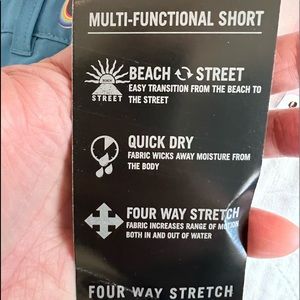 MULTI-FUNCTIONAL SHORT
BEACH
STREET
BEACH STREET
EASY TRANSITION FROM THE BEACH TO
THE STREET
QUICK DRY
FABRIC WICKS AWAY MOISTURE FROM
THE BODY
FOUR WAY STRETCH
FABRIC INCREASES RANGE OF MOTION
BOTH IN AND OUT OF WATER
FOUR WAY STRETCH